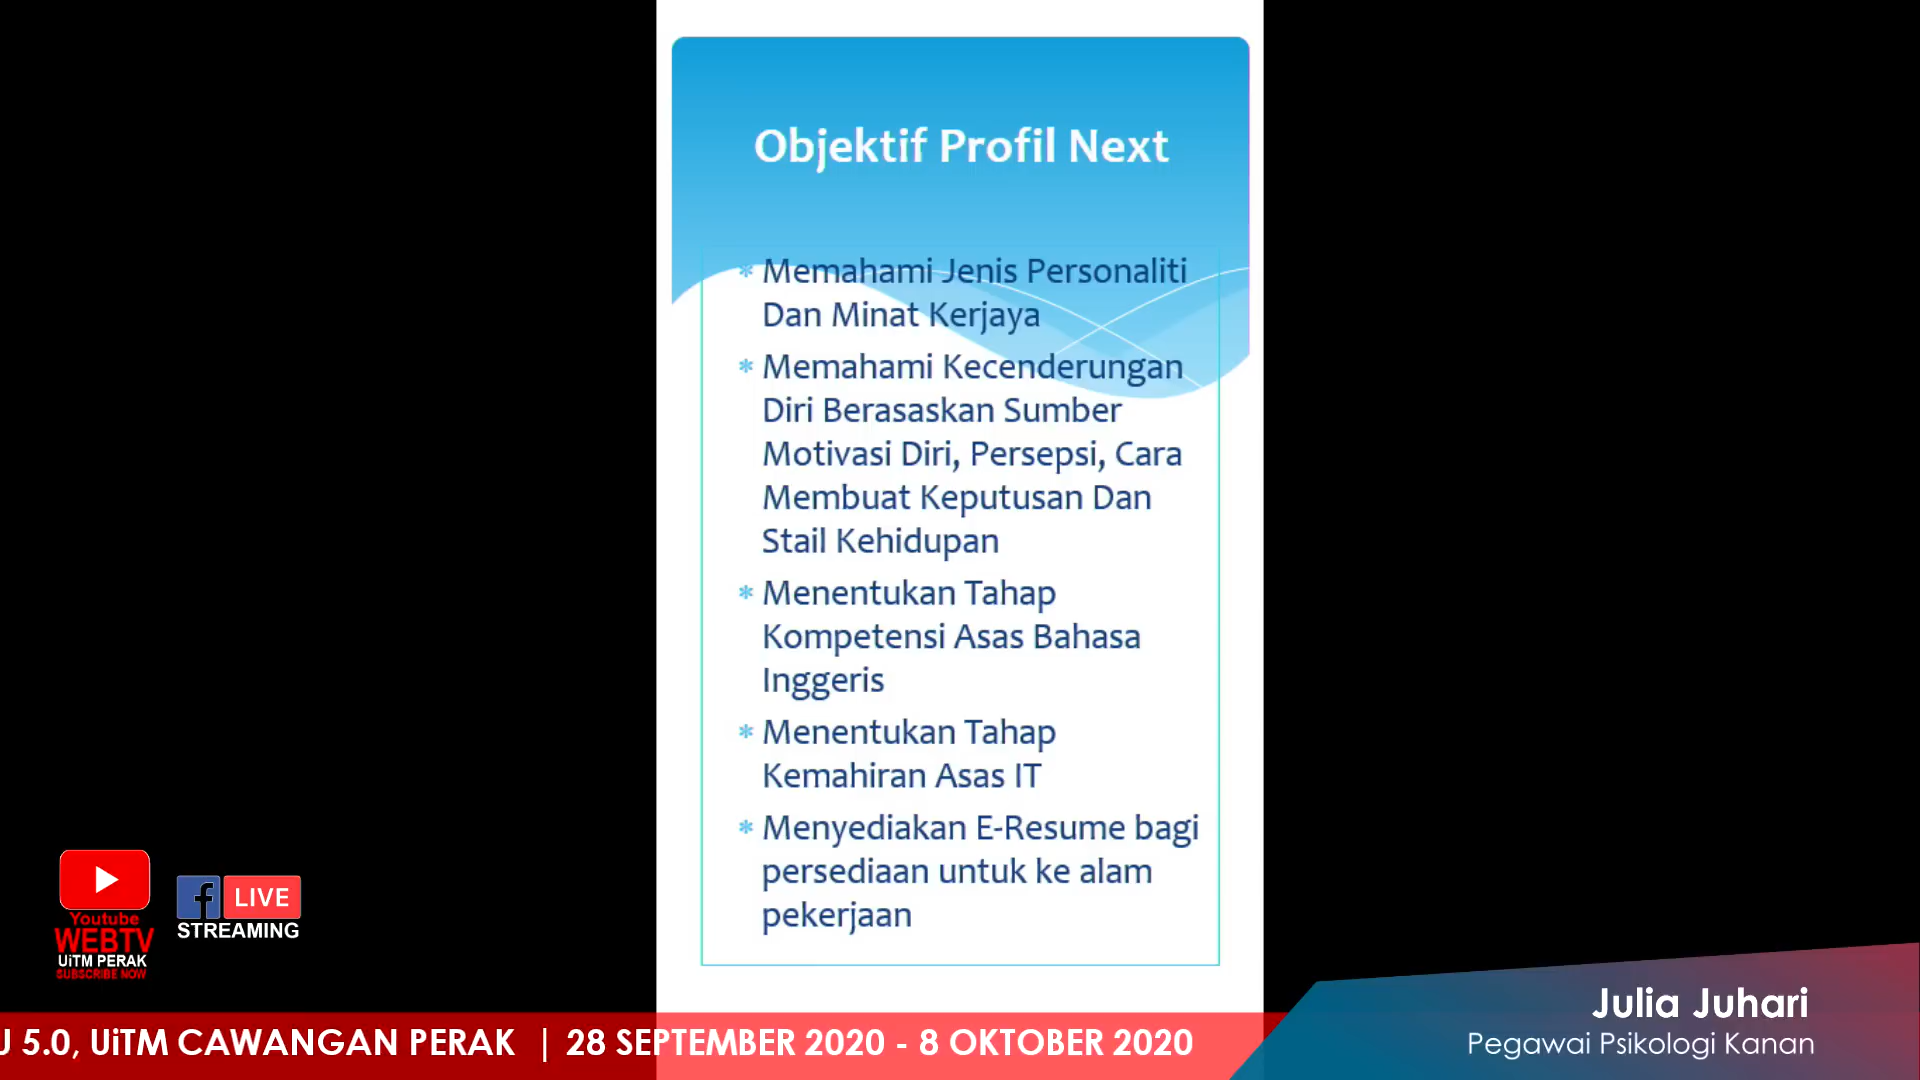 Objektif Profil Next
* Memahami Jenis Personaliti
Dan Minat Kerjaya
* Memahami Kecenderungan
Diri Berasaskan Sumber
Motivasi Diri, Persepsi, Cara
Membuat Keputusan Dan
Stail Kehidupan
* Menentukan Tahap
Kompetensi Asas Bahasa
Inggeris
* Menentukan Tahap
Kemahiran Asas IT
* Menyediakan E-Resume bagi
persediaan untuk ke alam
pekerjaan
Youtube
WEBTV
UiTM PERAK
SUBSCRIBE NOW
f LIVE
STREAMING
Julia Juhari
Pegawai Psikologi Kanan
J 5.0, UiTM CAWANGAN PERAK | 28 SEPTEMBER 2020 - 8 OKTOBER 2020